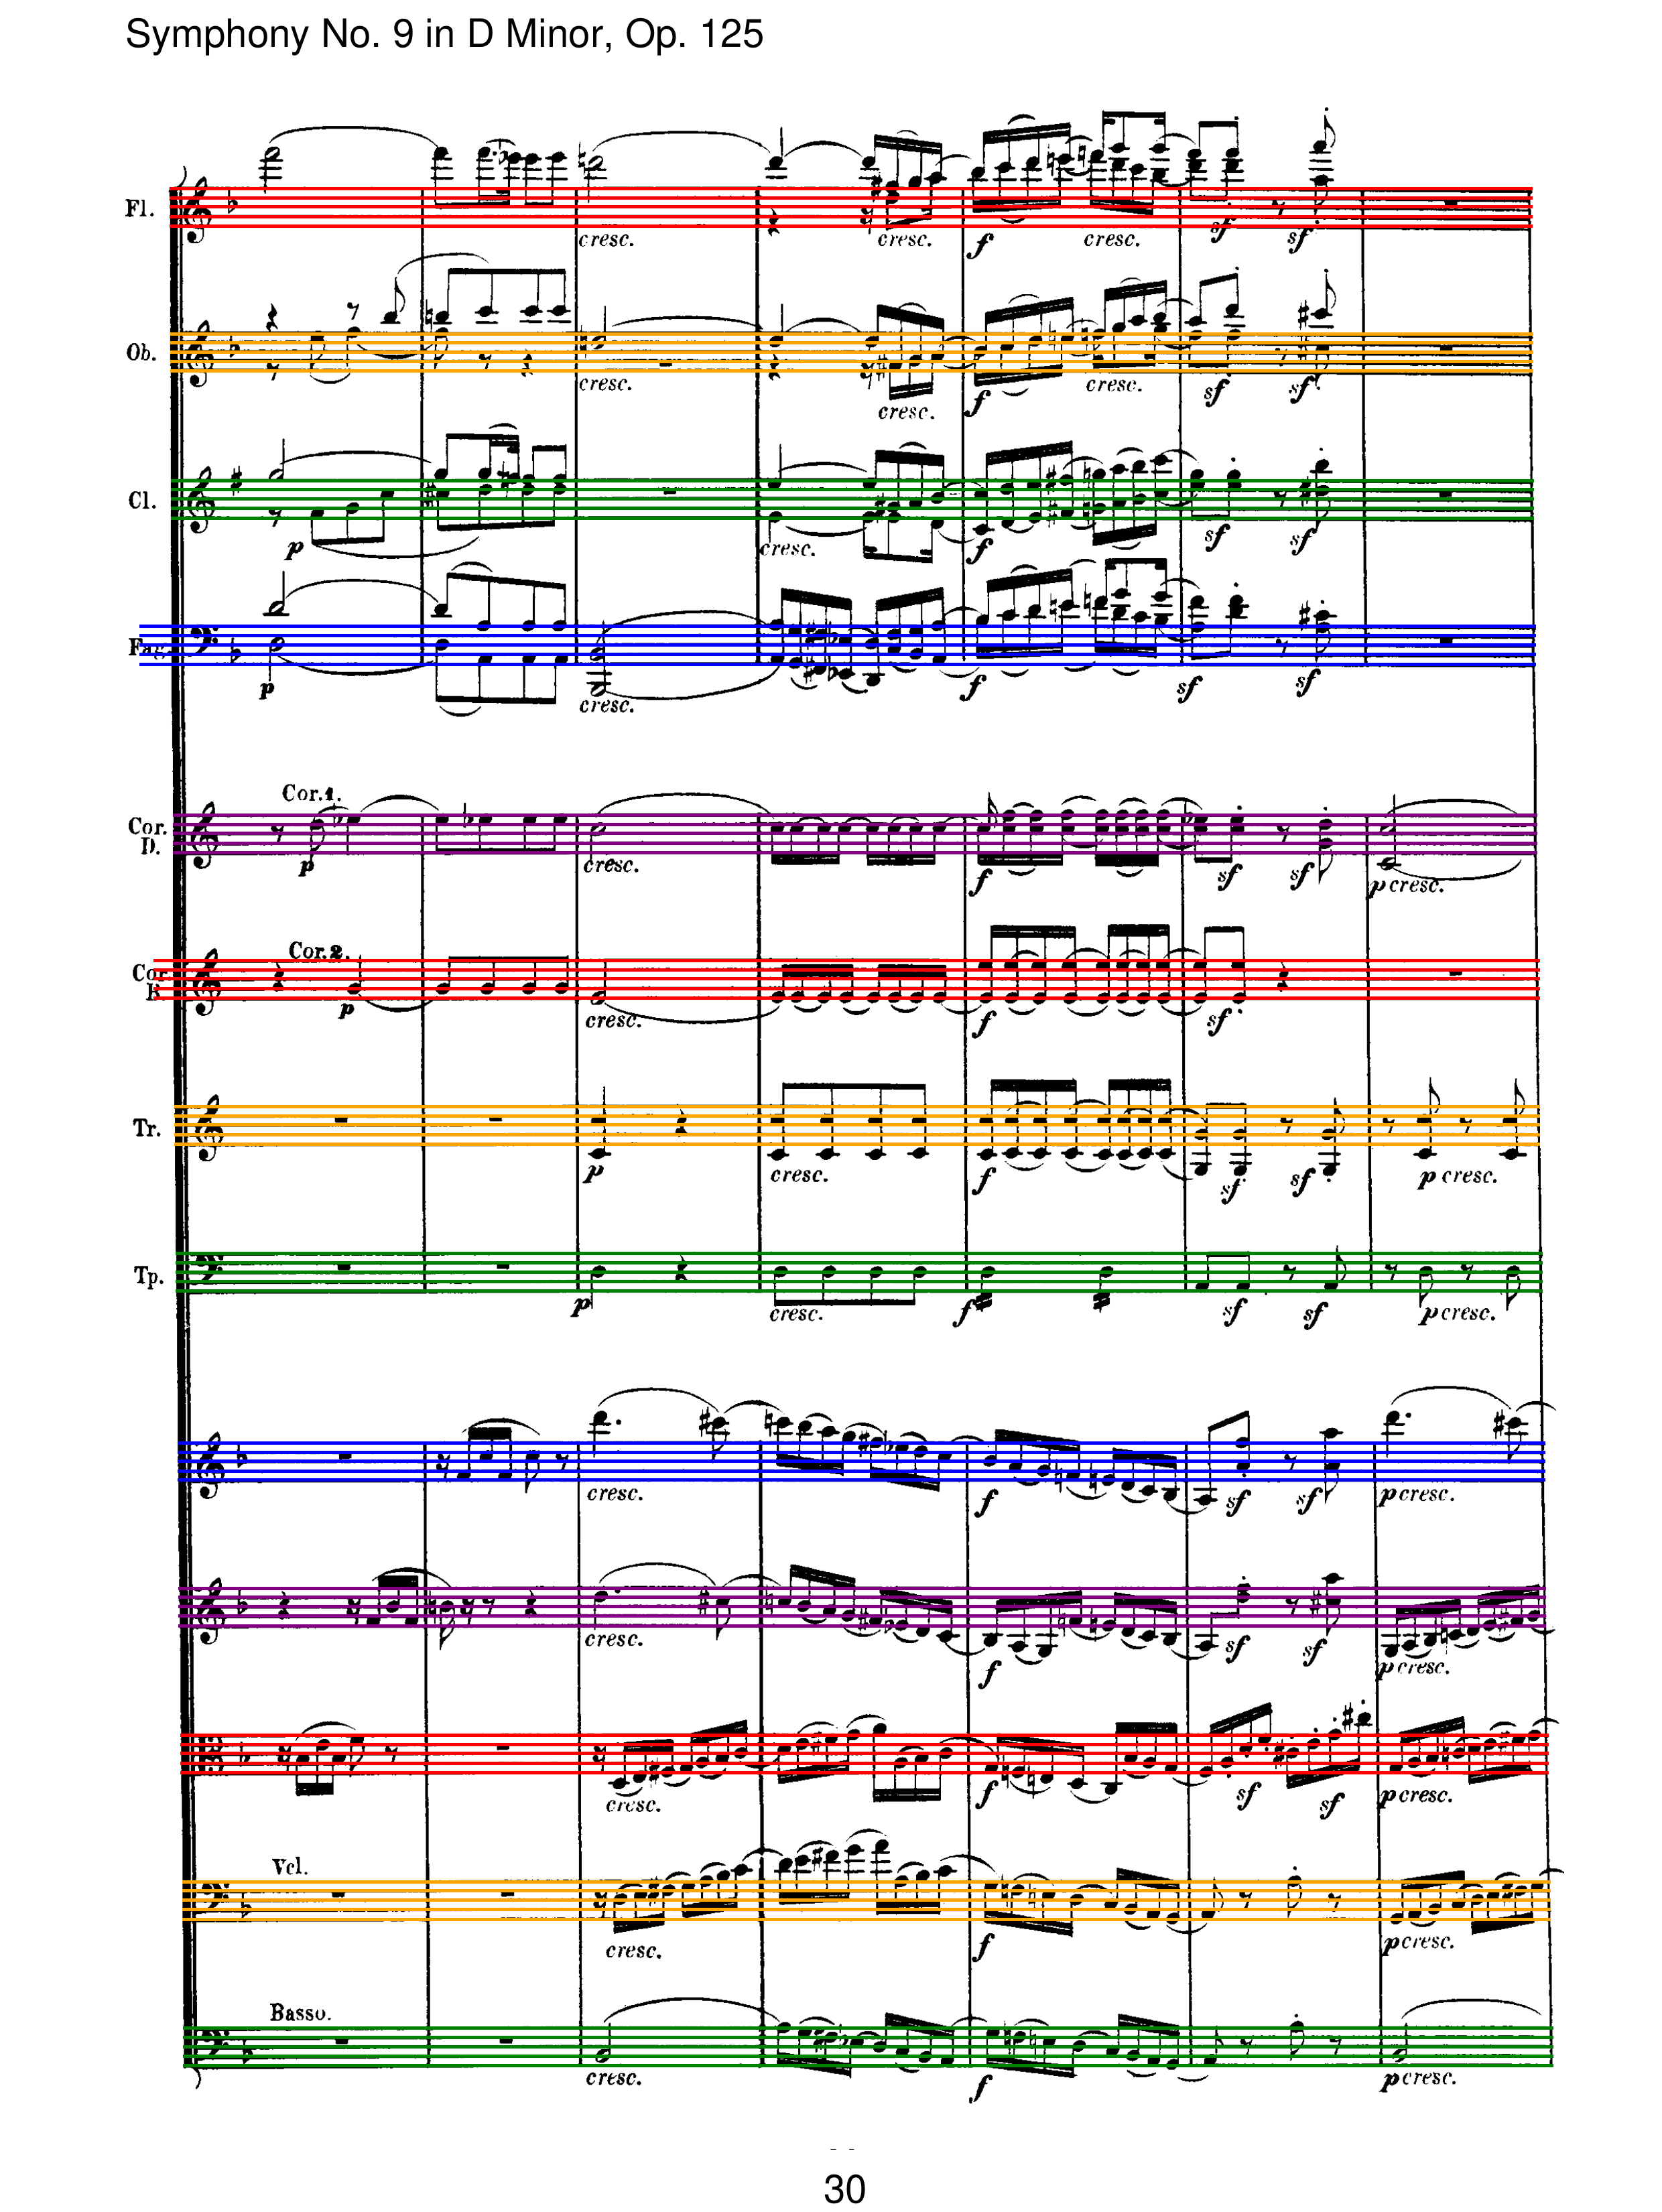 Symphony No. 9 in D Minor, Op. 125
Fl.
cresc. cresc. f cresc. sf sf
Ob.
cresc. cresc. f cresc. sf sf
Cl.
p cresc. f sf sf
Fag.
p cresc. f sf sf
Cor.1.
Cor.
D.
p cresc. f sf sf p cresc.
Cor.2.
Cor
p cresc. f sf
Tr.
p cresc. f sf sf p cresc.
Tp.
p cresc. f sf sf p cresc.
cresc. f sf sf p cresc.
cresc. f sf sf p cresc.
cresc. f sf sf p cresc.
Vcl.
cresc. f p cresc.
Basso.
cresc. f p cresc.
30